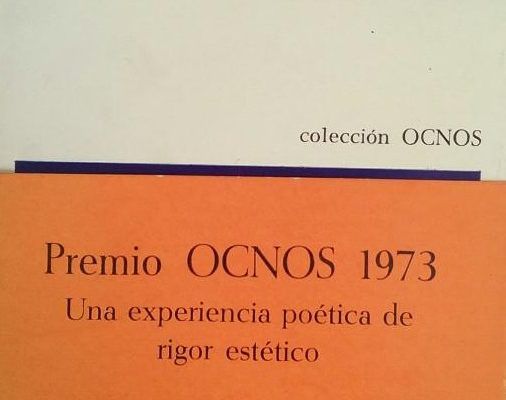 colección OCNOS
Premio OCNOS 1973
Una experiencia poética de
rigor estético